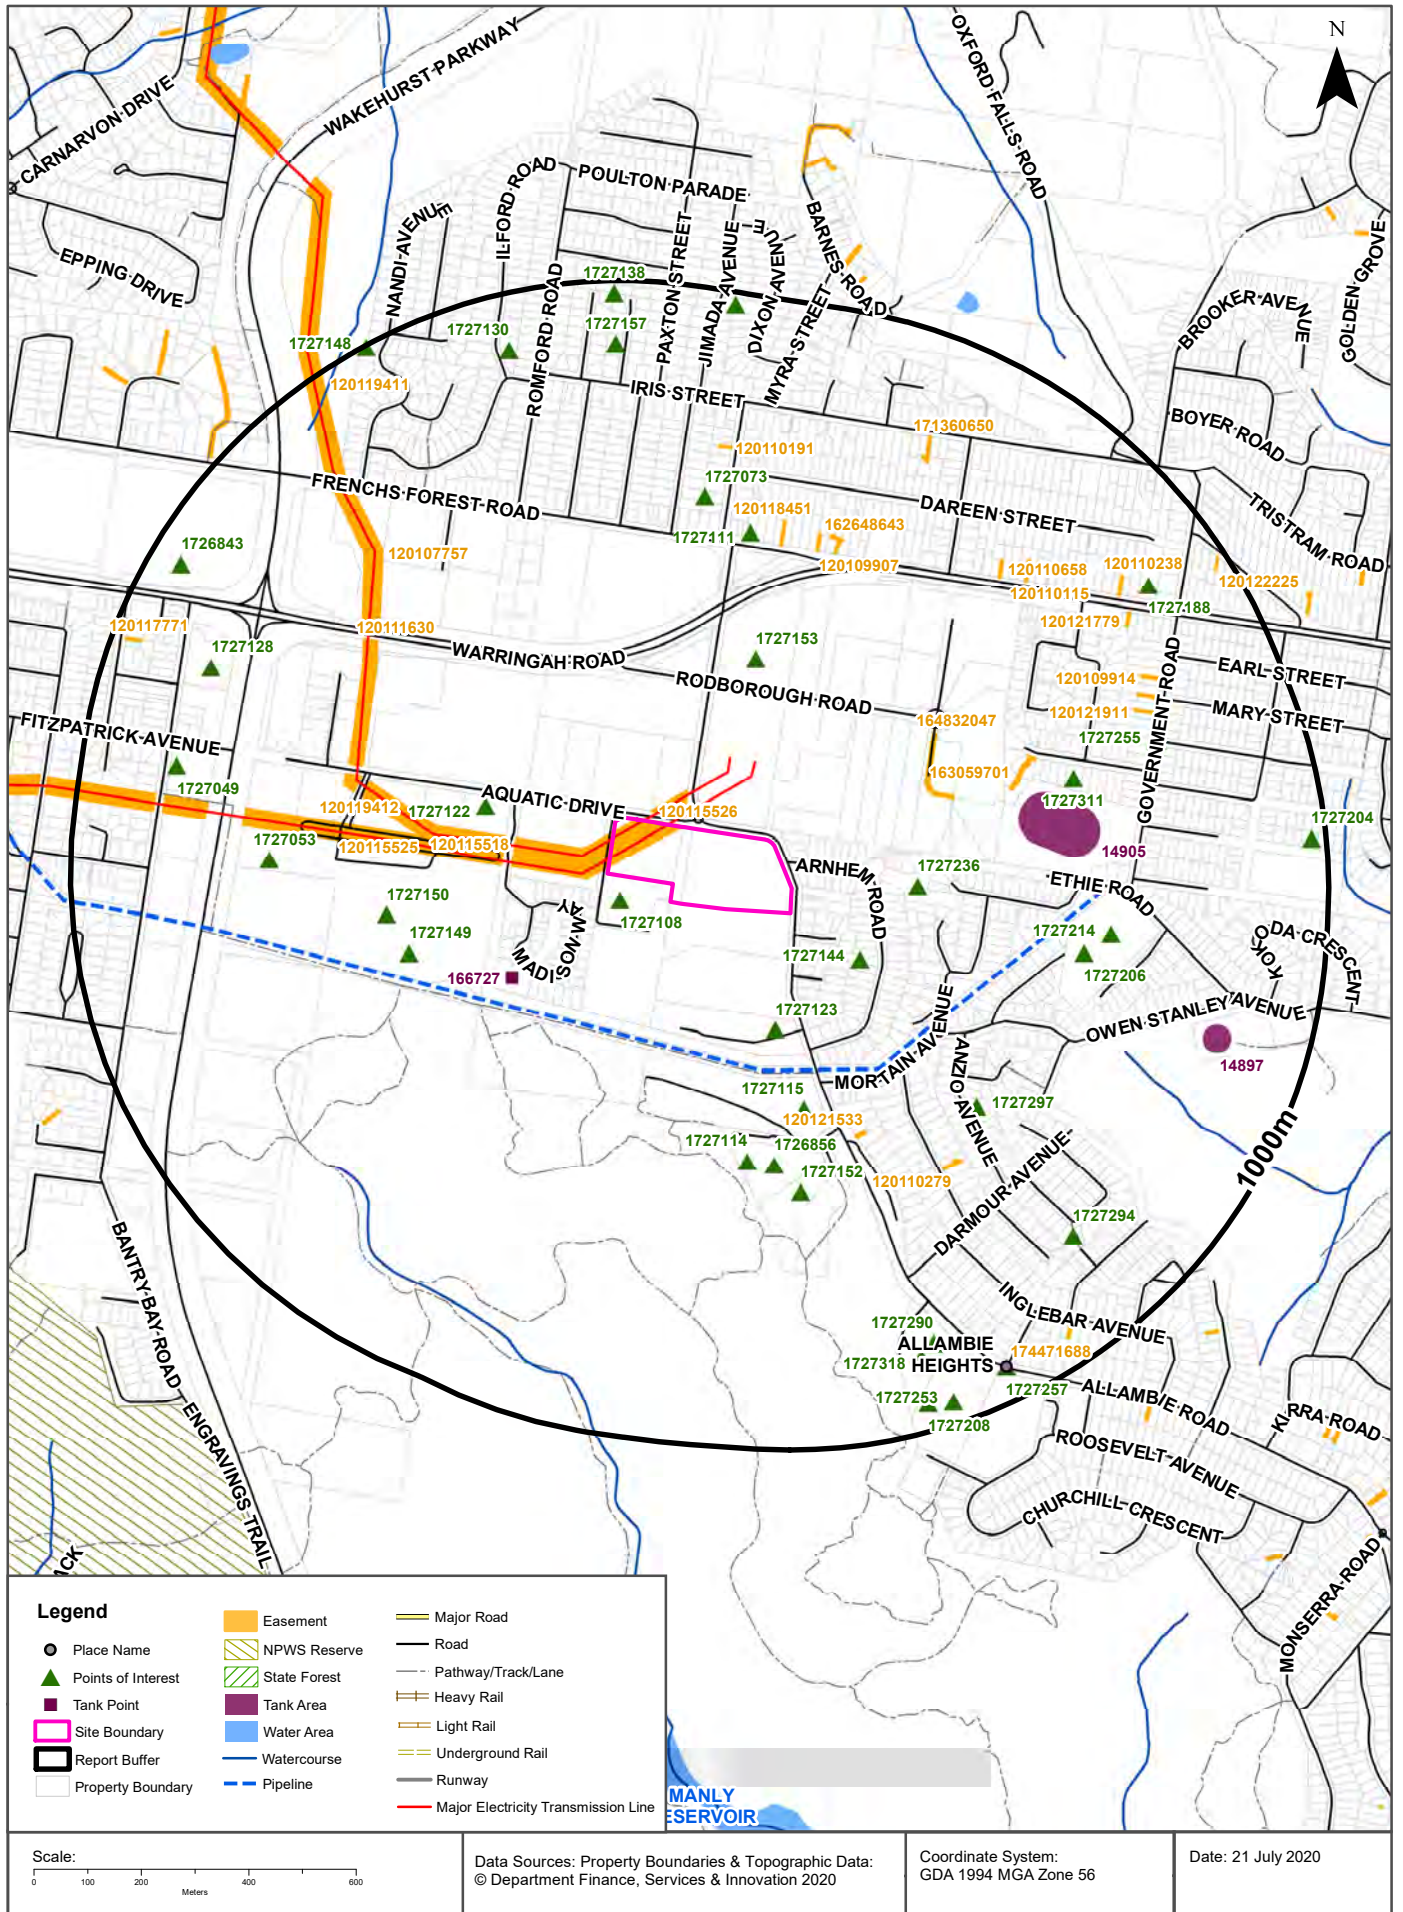 N
WAKEHURST PARKWAY
OXFORD FALLS ROAD
CARNARVON DRIVE
ILFORD ROAD
POULTON PARADE
NANDI AVENUE
EPPING DRIVE
BARNES ROAD
PAXTON STREET
JIMADA AVENUE
DIXON AVENUE
MYRA STREET
ROMFORD ROAD
GOLDEN GROVE
BROOKER AVENUE
1727138
1727130
1727157
1727148
120119411
IRIS STREET
171360650
BOYER ROAD
120110191
FRENCHS FOREST ROAD
1727073
DAREEN STREET
120118451
162648643
1727111
TRISTRAM ROAD
1726843
120107757
120109907
120110658
120110238
120122225
120110115
1727188
120117771
120111630
120121779
1727128
1727153
WARRINGAH ROAD
EARL STREET
RODBOROUGH ROAD
120109914
GOVERNMENT ROAD
FITZPATRICK AVENUE
164832047
120121911
MARY STREET
1727255
163059701
1727049
AQUATIC DRIVE
120119412
1727122
120115526
1727311
1727204
1727053
120115525
120115518
14905
ARNHEM ROAD
1727236
ETHIE ROAD
1727150
1727108
1727149
MADISON WAY
1727214
KOKODA CRESCENT
1727144
166727
1727206
1727123
OWEN STANLEY AVENUE
MORTAIN AVENUE
14897
1727115
ANZIO AVENUE
1727297
120121533
1727114
1726856
1727152
120110279
DARMOUR AVENUE
1000m
1727294
BANTRY BAY ROAD
INGLEBAR AVENUE
1727290
ALLAMBIE
HEIGHTS
174471688
1727318
1727257
1727253
1727208
ALLAMBIE ROAD
KIRRA ROAD
ENGRAVINGS TRAIL
ROOSEVELT AVENUE
CHURCHILL CRESCENT
ACK
MONSERRA ROAD
MANLY
ESERVOIR
Legend
Place Name
Points of Interest
Tank Point
Site Boundary
Report Buffer
Property Boundary
Easement
NPWS Reserve
State Forest
Tank Area
Water Area
Watercourse
Pipeline
Major Road
Road
Pathway/Track/Lane
Heavy Rail
Light Rail
Underground Rail
Runway
Major Electricity Transmission Line
Scale:
0 100 200 400 600
Meters
Data Sources: Property Boundaries & Topographic Data:
© Department Finance, Services & Innovation 2020
Coordinate System:
GDA 1994 MGA Zone 56
Date: 21 July 2020